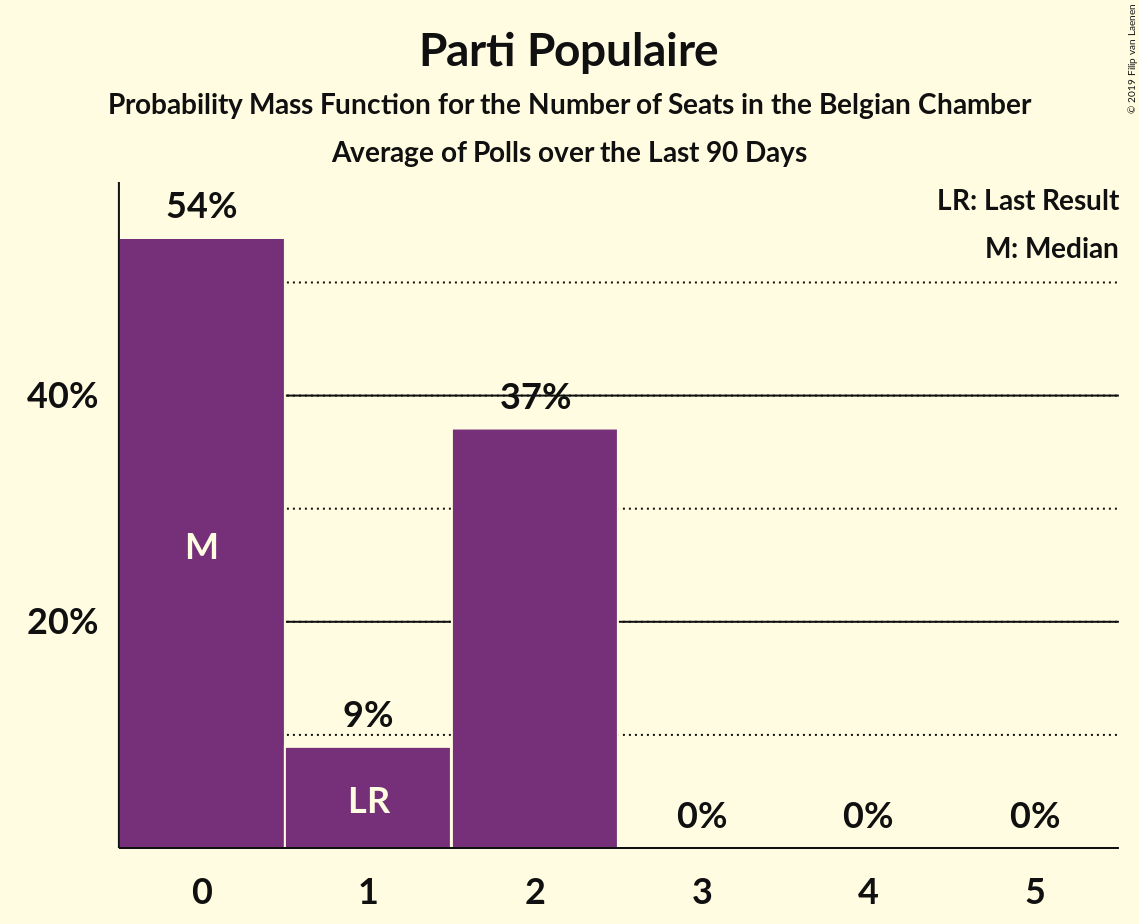 Parti Populaire
Probability Mass Function for the Number of Seats in the Belgian Chamber
Average of Polls over the Last 90 Days
© 2019 Filip van Laenen
LR: Last Result
M: Median
54%
40%
37%
M
20%
9%
LR
0%
0%
0%
0
1
2
3
4
5